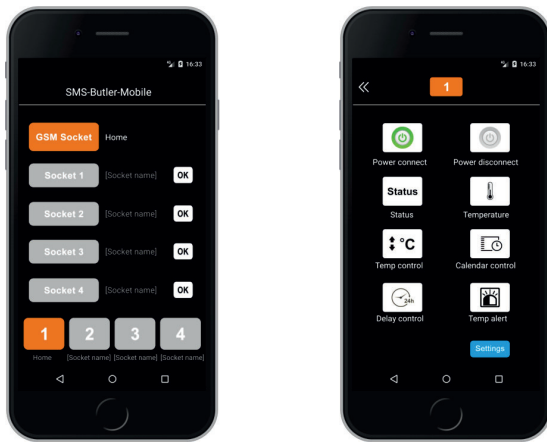 16:33
SMS-Butler-Mobile
GSM Socket Home
Socket 1 [Socket name] OK
Socket 2 [Socket name] OK
Socket 3 [Socket name] OK
Socket 4 [Socket name] OK
1 2 3 4
Home [Socket name] [Socket name] [Socket name]
16:33
1
Power connect Power disconnect
Status
Status Temperature
°C
Temp control Calendar control
24h
Delay control Temp alert
Settings